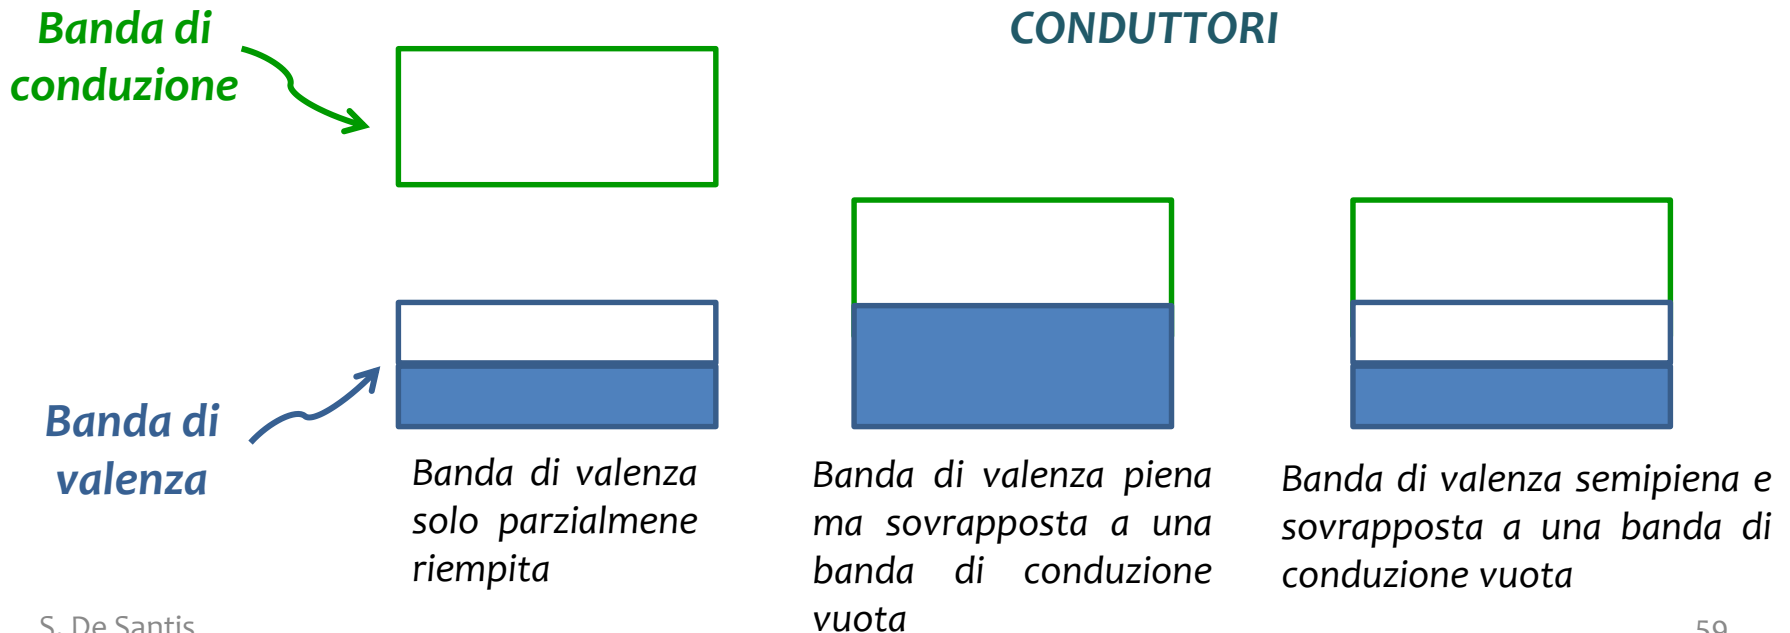 Banda di
conduzione
CONDUTTORI
Banda di
valenza
Banda di valenza
solo parzialmene
riempita
Banda di valenza piena
ma sovrapposta a una
banda di conduzione
vuota
Banda di valenza semipiena e
sovrapposta a una banda di
conduzione vuota
S. De Santis
59